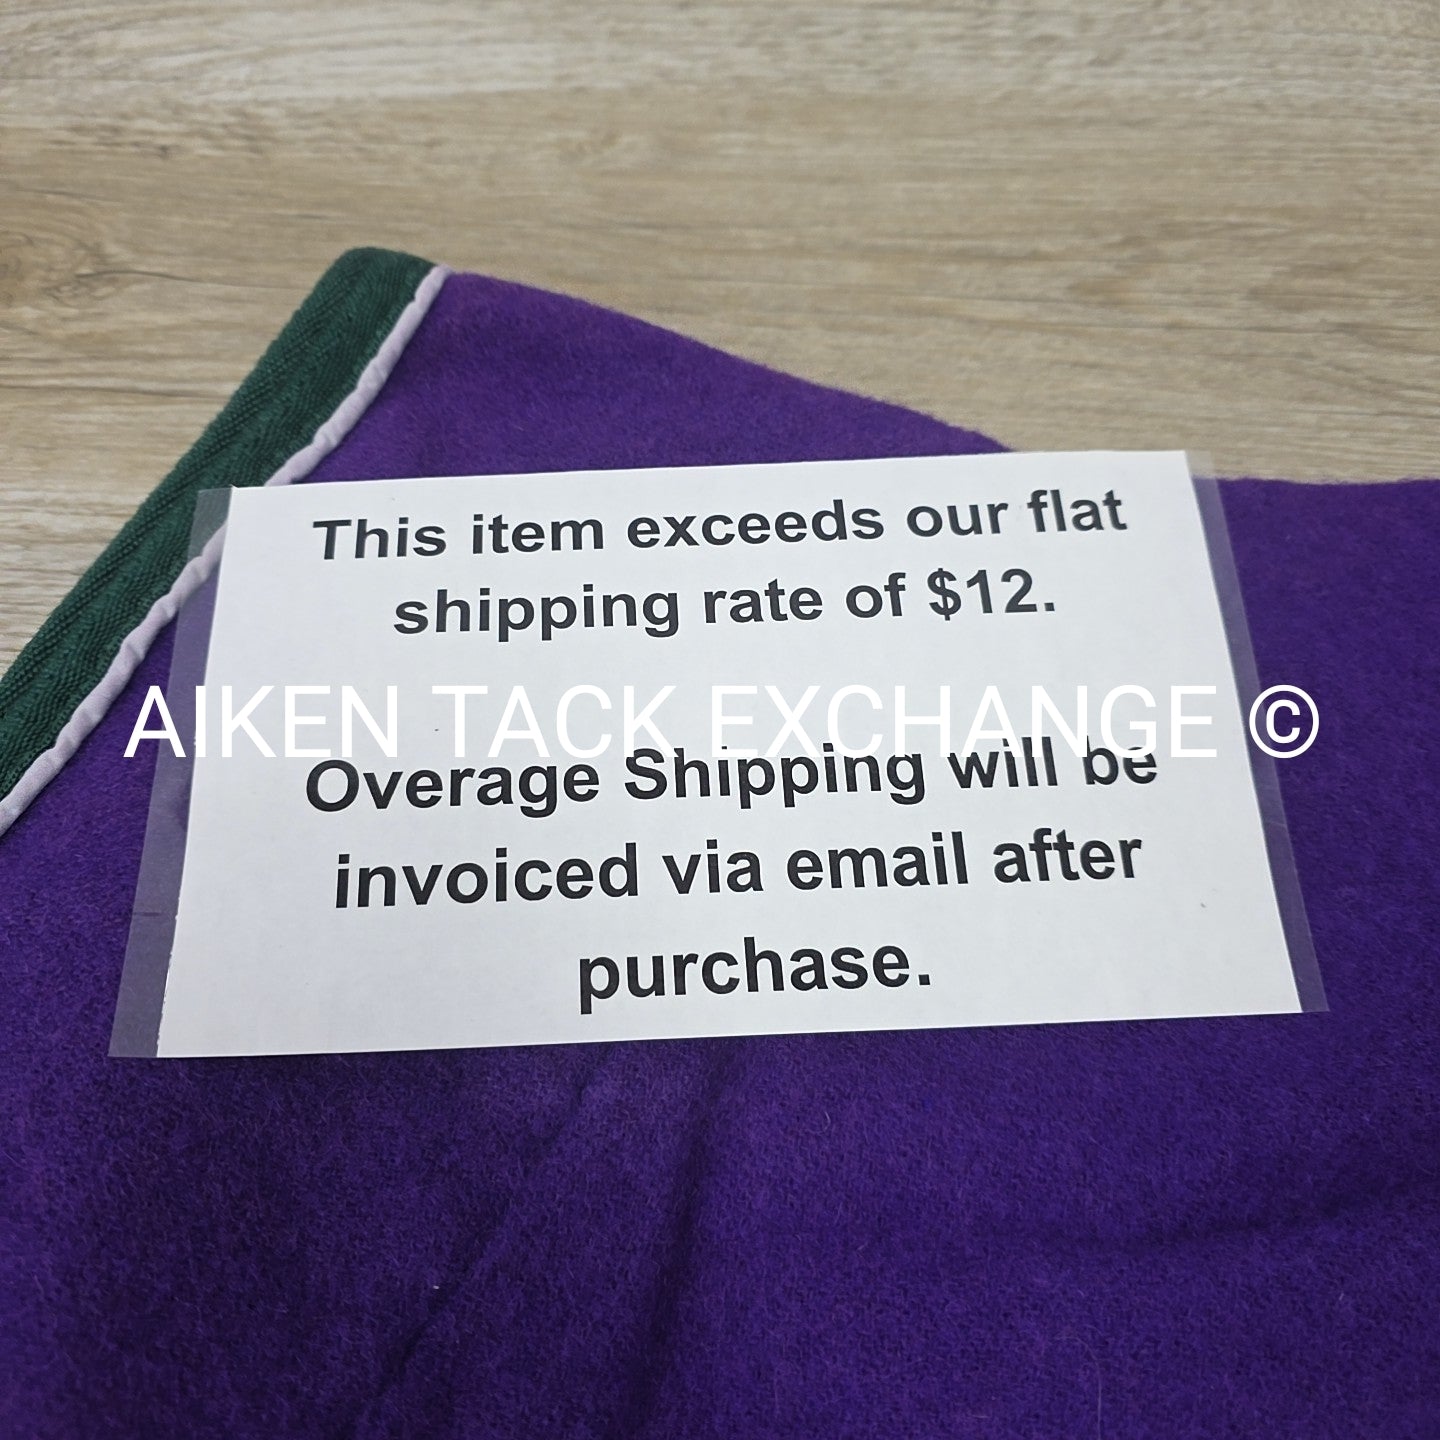 This item exceeds our flat
shipping rate of $12.
AIKEN TACK EXCHANGE ©
Overage Shipping will be
invoiced via email after
purchase.